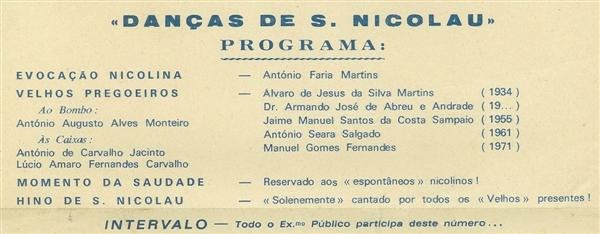 «DANÇAS DE S. NICOLAU»
PROGRAMA:
EVOCAÇÃO NICOLINA — António Faria Martins
VELHOS PREGOEIROS — Álvaro de Jesus da Silva Martins (1934)
Ao Bombo: Dr. Armando José de Abreu e Andrade (19...)
António Augusto Alves Monteiro Jaime Manuel Santos da Costa Sampaio (1955)
Às Caixas: António Seara Salgado (1961)
António de Carvalho Jacinto Manuel Gomes Fernandes (1971)
Lúcio Amaro Fernandes Carvalho
MOMENTO DA SAUDADE — Reservado aos «espontâneos» nicolinos!
HINO DE S. NICOLAU — «Solenemente» cantado por todos os «Velhos» presentes!
INTERVALO — Todo o Ex.mo Público participa deste número...